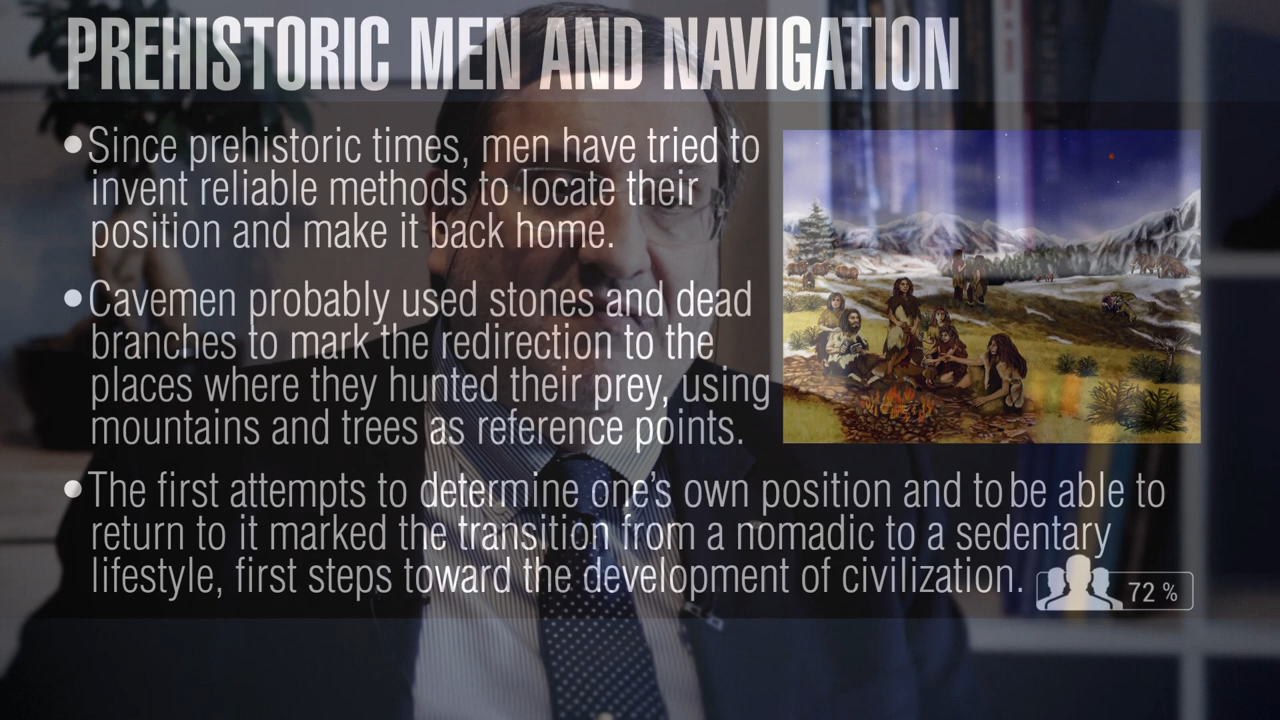 PREHISTORIC MEN AND NAVIGATION
•Since prehistoric times, men have tried to
invent reliable methods to locate their
position and make it back home.
•Cavemen probably used stones and dead
branches to mark the redirection to the
places where they hunted their prey, using
mountains and trees as reference points.
•The first attempts to determine one's own position and to be able to
return to it marked the transition from a nomadic to a sedentary
lifestyle, first steps toward the development of civilization.
72 %